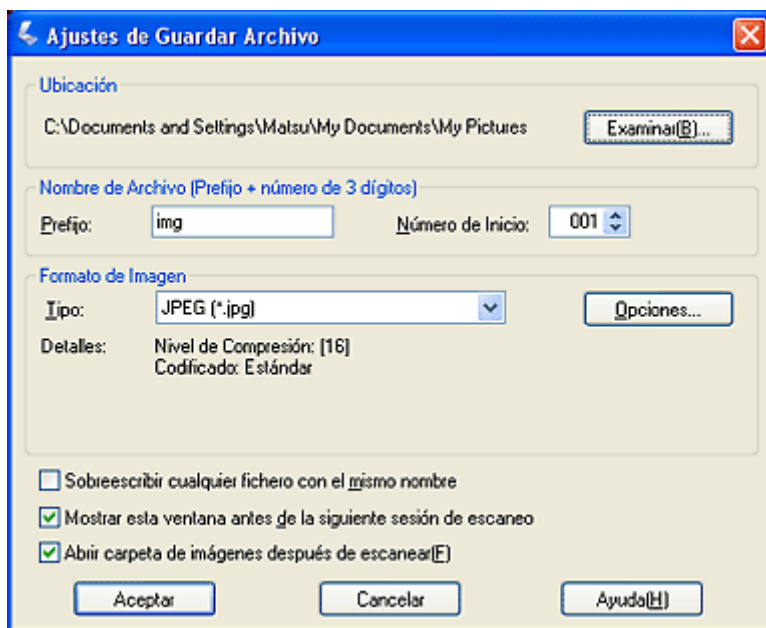 Ajustes de Guardar Archivo
Ubicación
C:\Documents and Settings\Matsu\My Documents\My Pictures Examinar(B)...
Nombre de Archivo (Prefijo + número de 3 dígitos)
Prefijo: img Número de Inicio: 001
Formato de Imagen
Tipo: JPEG (*.jpg) Opciones...
Detalles: Nivel de Compresión: [16]
Codificado: Estándar
Sobreescribir cualquier fichero con el mismo nombre
Mostrar esta ventana antes de la siguiente sesión de escaneo
Abrir carpeta de imágenes después de escanear(F)
Aceptar Cancelar Ayuda(H)